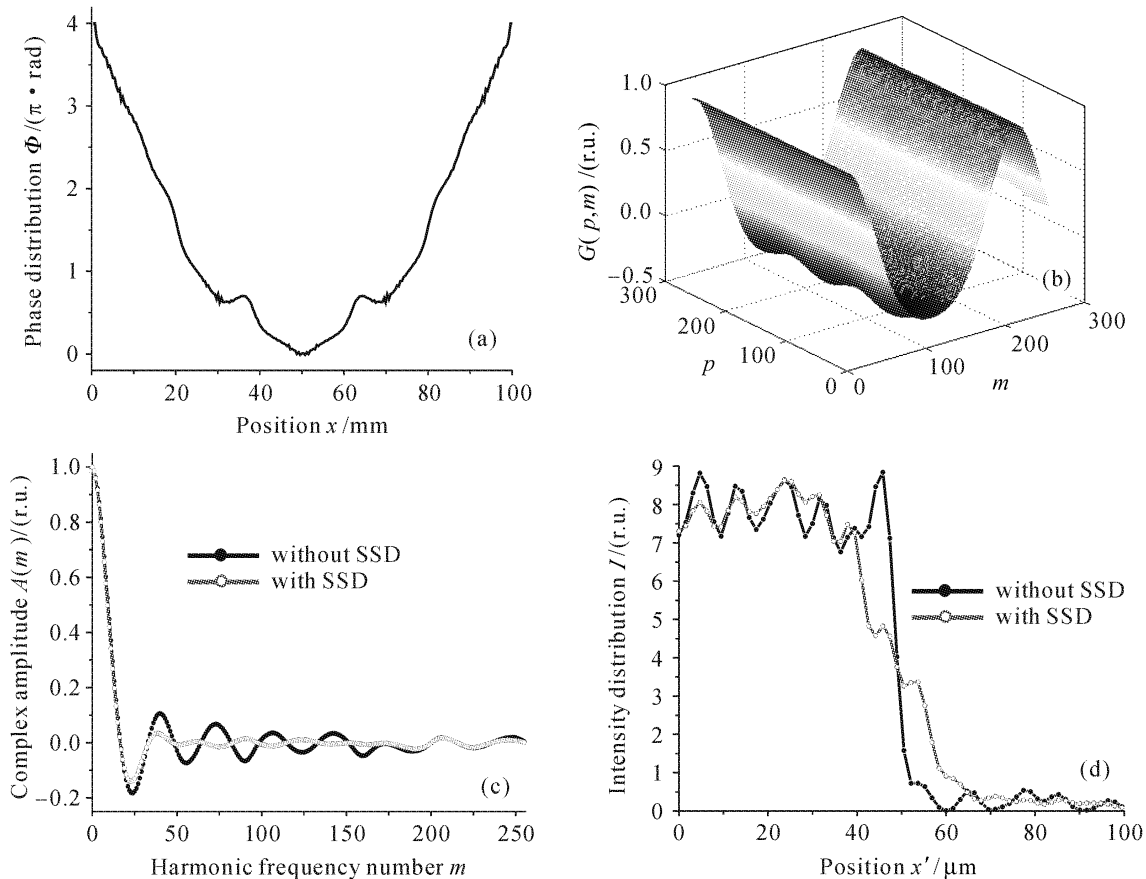 4
3
2
1
0
Phase distribution Φ/(π • rad)
0 20 40 60 80 100
Position x/mm
(a)
1.0
0.5
0.0
−0.5
G(p,m)/(r.u.)
300
200
100
0
p
0
100
200
300
m
(b)
1.0
0.8
0.6
0.4
0.2
0.0
−0.2
Complex amplitude A(m)/(r.u.)
without SSD
with SSD
(c)
0 50 100 150 200 250
Harmonic frequency number m
9
8
7
6
5
4
3
2
1
0
Intensity distribution I/(r.u.)
without SSD
with SSD
(d)
0 20 40 60 80 100
Position x′/μm